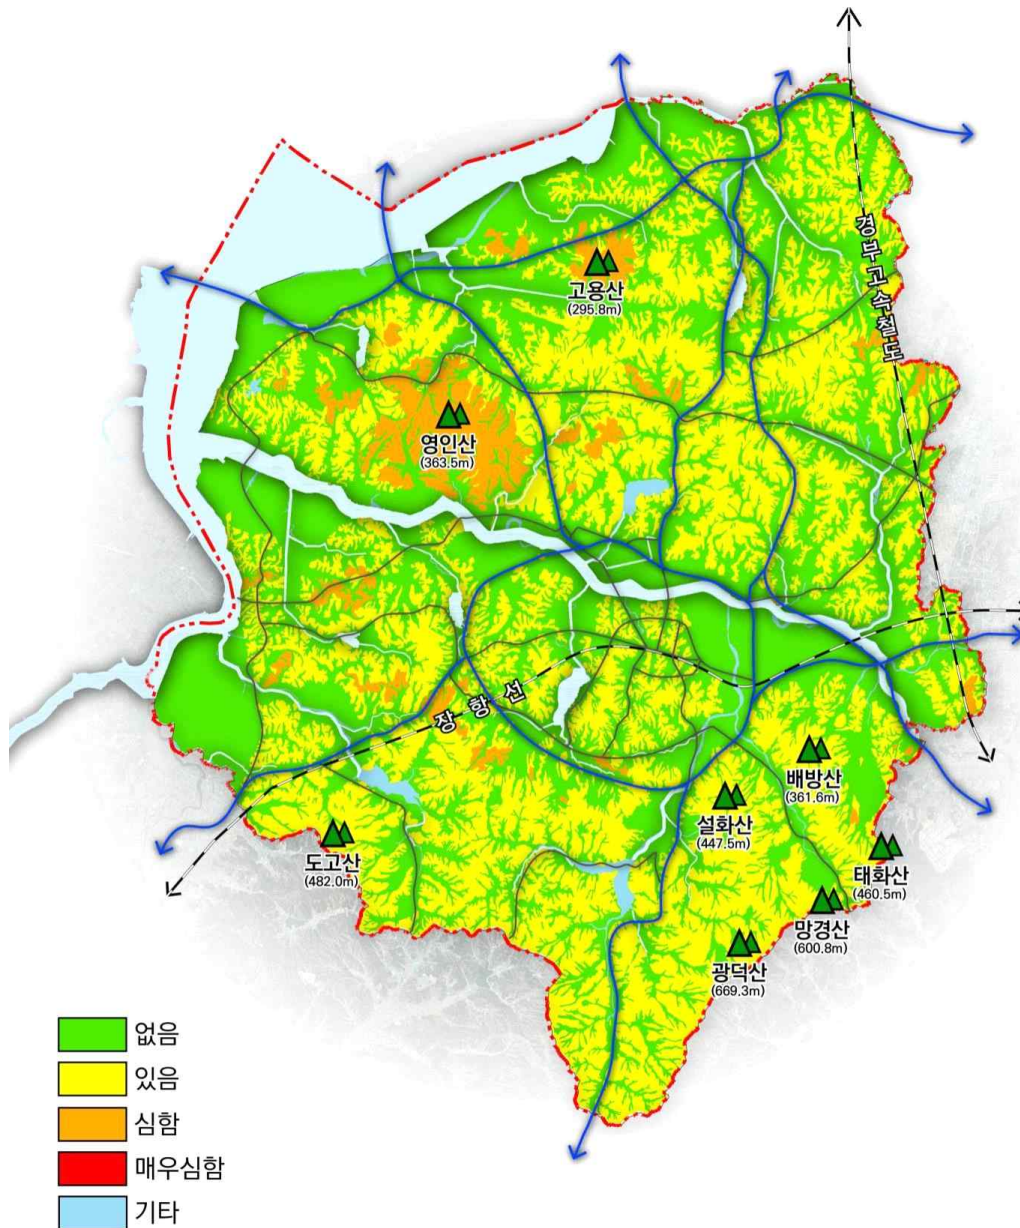 경부고속철도
고용산
(295.8m)
영인산
(363.5m)
장항선
배방산
(361.6m)
설화산
(447.5m)
도고산
(482.0m)
태화산
(460.5m)
망경산
(600.8m)
광덕산
(669.3m)
없음
있음
심함
매우심함
기타